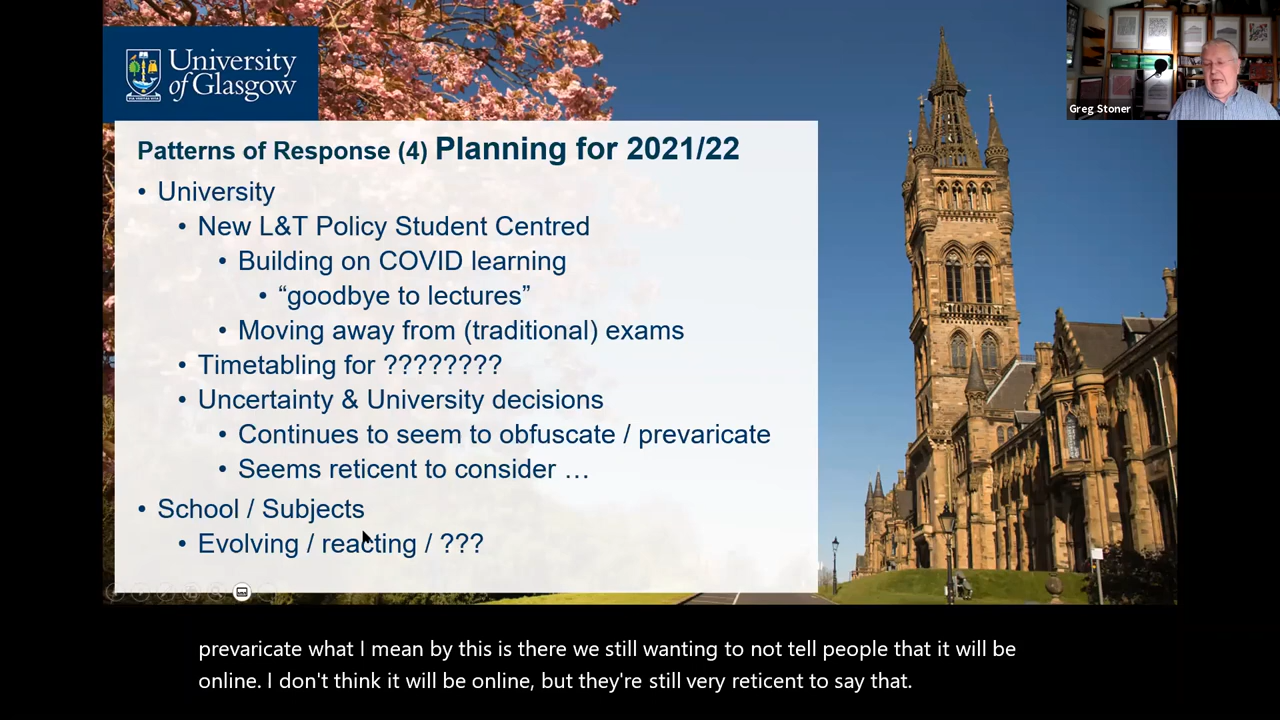 University
of Glasgow
Greg Stoner
Patterns of Response (4) Planning for 2021/22
• University
• New L&T Policy Student Centred
• Building on COVID learning
• “goodbye to lectures”
• Moving away from (traditional) exams
• Timetabling for ????????
• Uncertainty & University decisions
• Continues to seem to obfuscate / prevaricate
• Seems reticent to consider …
• School / Subjects
• Evolving / reacting / ???
prevaricate what I mean by this is there we still wanting to not tell people that it will be
online. I don't think it will be online, but they're still very reticent to say that.